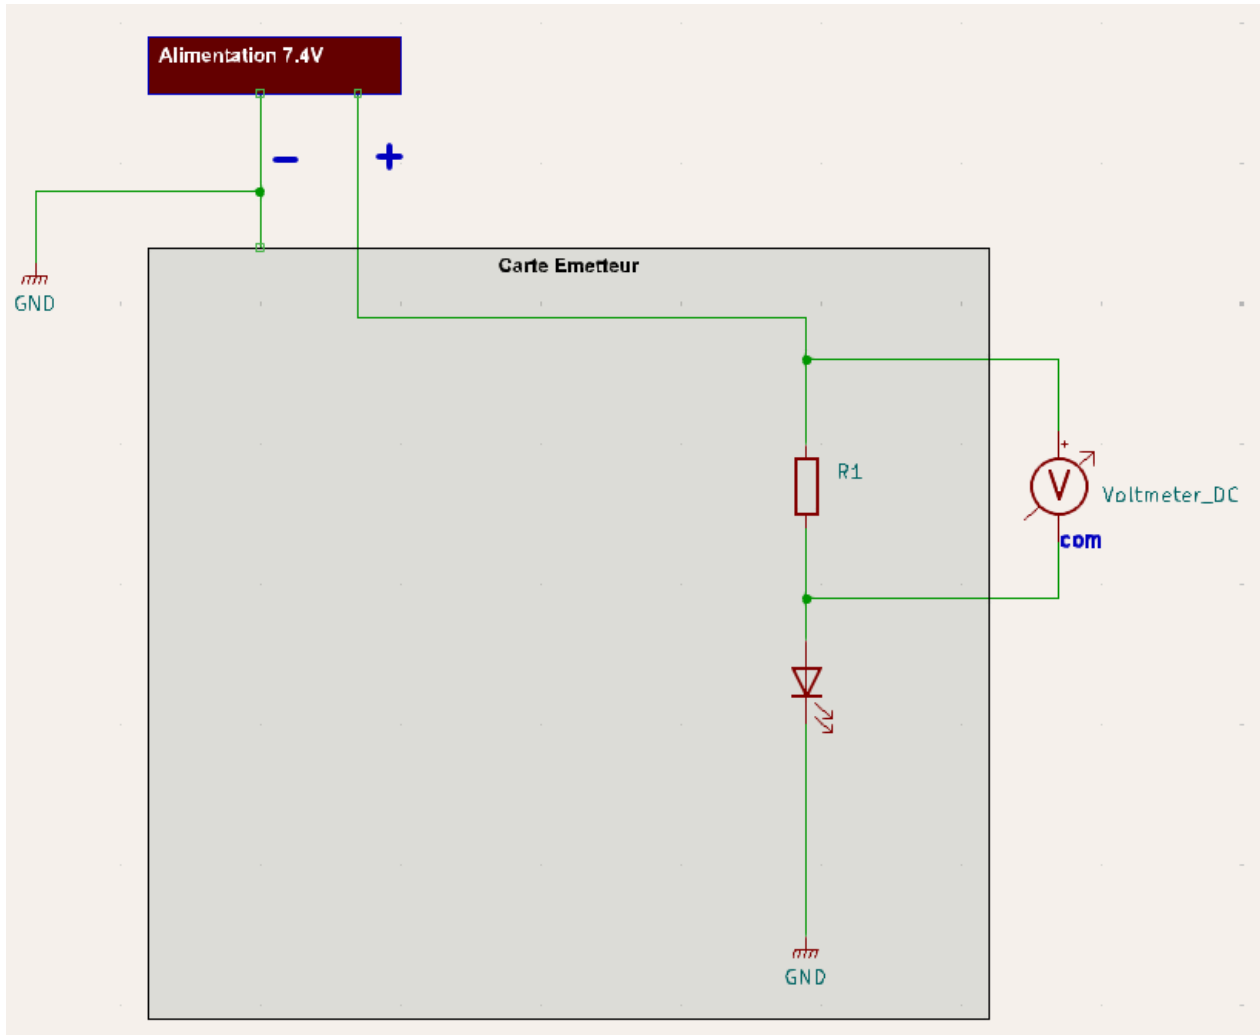 Alimentation 7.4V
− +
Carte Emetteur
GND
R1
+
V
Voltmeter_DC
com
GND